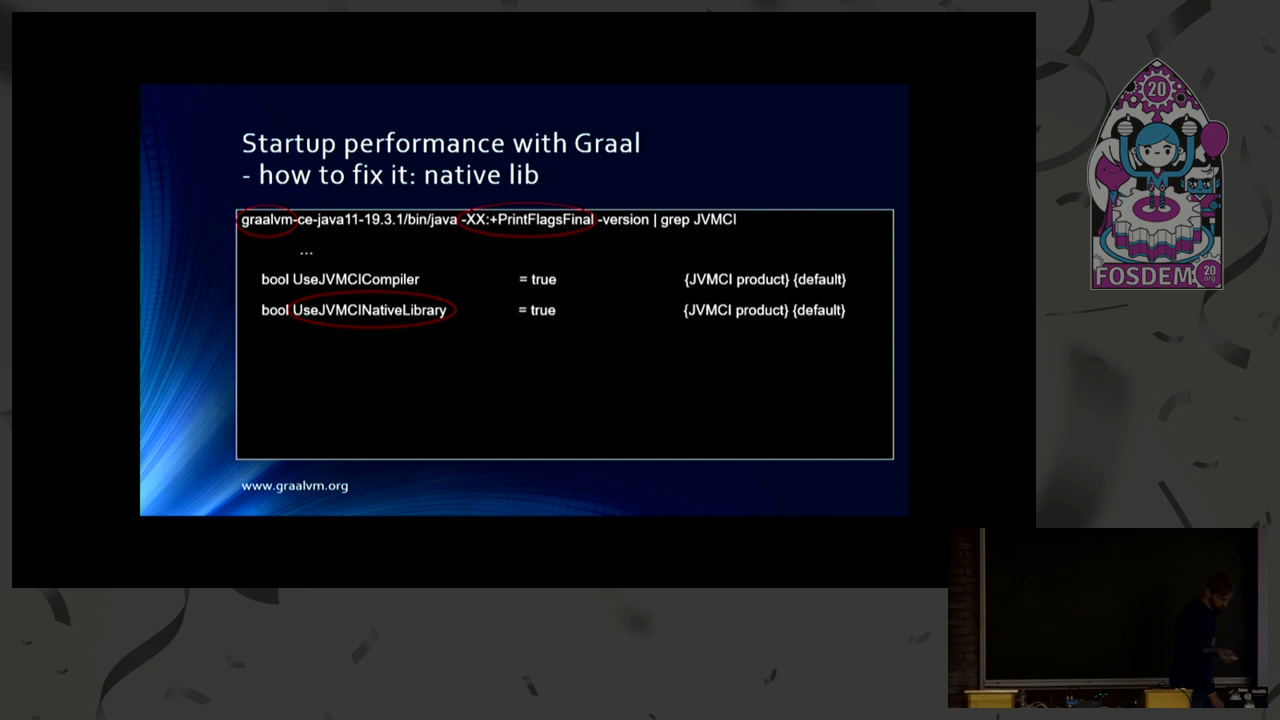 Startup performance with Graal
- how to fix it: native lib
graalvm-ce-java11-19.3.1/bin/java -XX:+PrintFlagsFinal -version | grep JVMCI
...
bool UseJVMCICompiler = true {JVMCI product} {default}
bool UseJVMCINativeLibrary = true {JVMCI product} {default}
www.graalvm.org
20
FOSDEM 20
.org